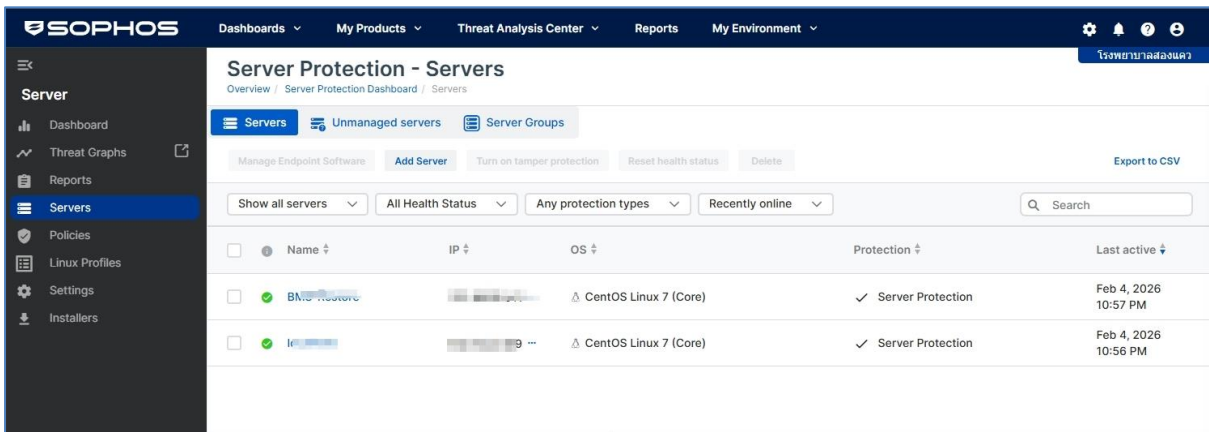 SOPHOS
Dashboards My Products Threat Analysis Center Reports My Environment
โรงพยาบาลสองแคว
Server
Dashboard
Threat Graphs
Reports
Servers
Policies
Linux Profiles
Settings
Installers
Server Protection - Servers
Overview / Server Protection Dashboard / Servers
Servers Unmanaged servers Server Groups
Manage Endpoint Software Add Server Turn on tamper protection Reset health status Delete Export to CSV
Show all servers All Health Status Any protection types Recently online Search
Name IP OS Protection Last active
CentOS Linux 7 (Core) Server Protection Feb 4, 2026
10:57 PM
CentOS Linux 7 (Core) Server Protection Feb 4, 2026
10:56 PM